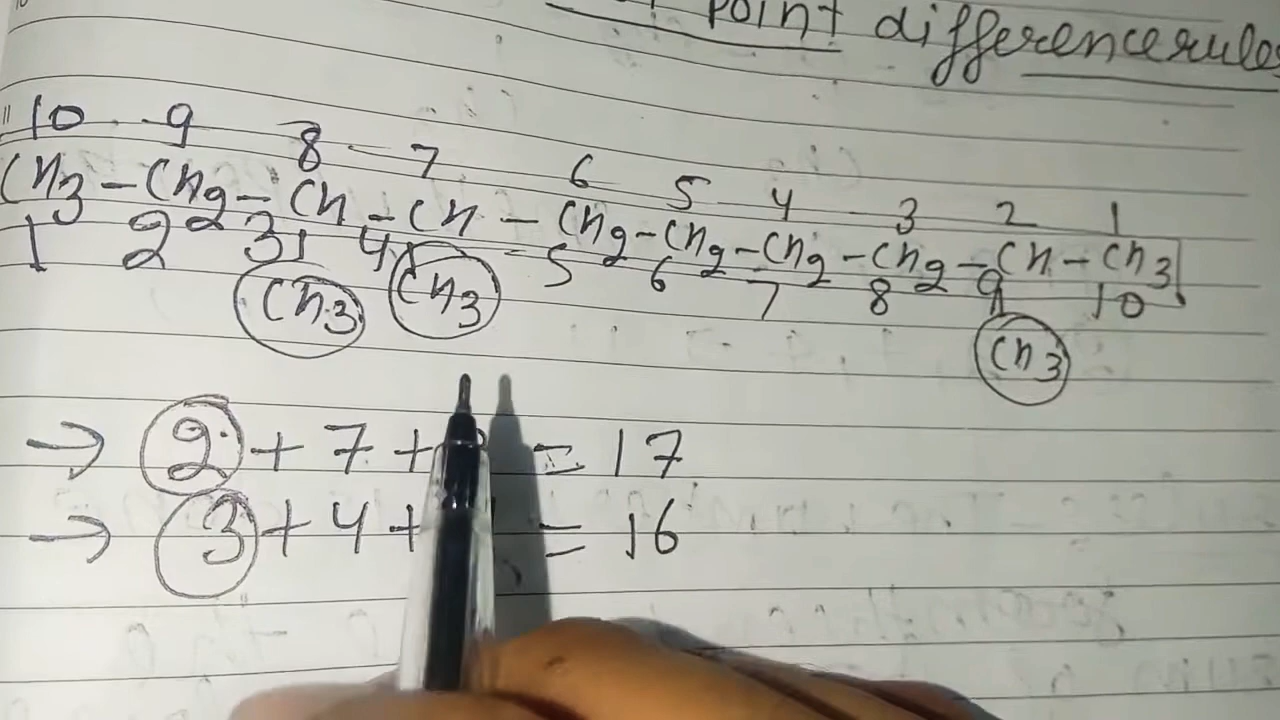 point difference rules
10 9 8 7 6 5 4 3 2 1
CH3 - CH2 - CH - CH - CH2 - CH2 - CH2 - CH2 - CH - CH3
1 2 3 4 5 6 7 8 9 10
CH3 CH3 CH3
→ 2 + 7 + = 17
→ 3 + 4 + = 16